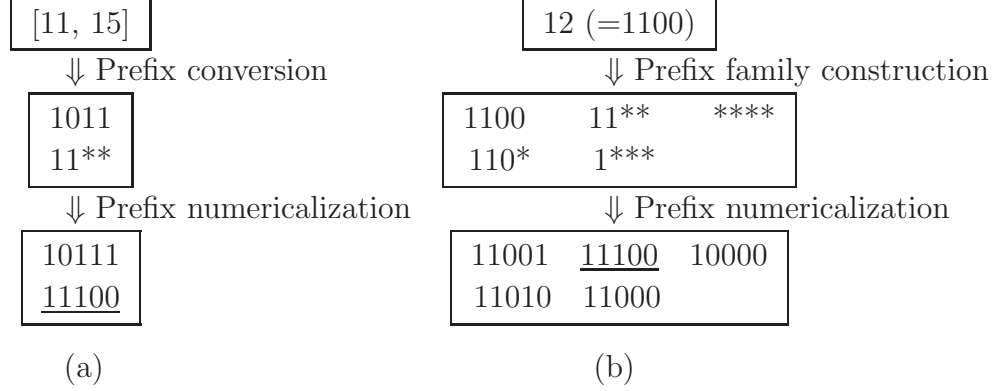 [11, 15]
⇓ Prefix conversion
1011
11**
⇓ Prefix numericalization
10111
11100
(a)
12 (=1100)
⇓ Prefix family construction
1100 11** ****
110* 1***
⇓ Prefix numericalization
11001 11100 10000
11010 11000
(b)